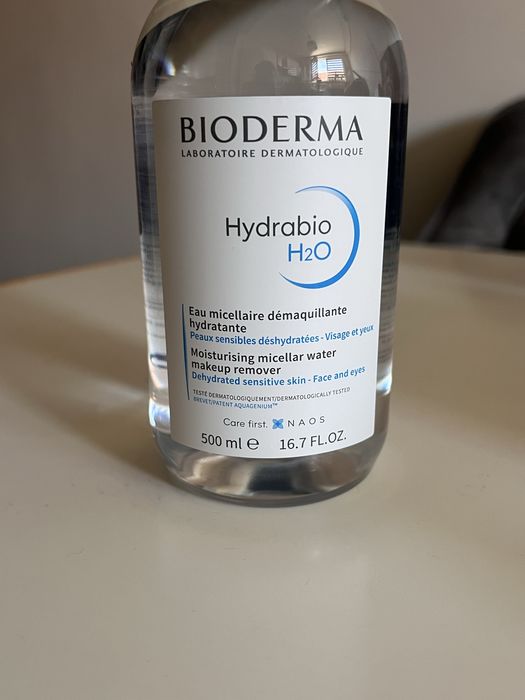 BIODERMA
LABORATOIRE DERMATOLOGIQUE
Hydrabio
H2O
Eau micellaire démaquillante
hydratante
Peaux sensibles déshydratées - Visage et yeux
Moisturising micellar water
makeup remover
Dehydrated sensitive skin - Face and eyes
TESTÉ DERMATOLOGIQUEMENT/DERMATOLOGICALLY TESTED
BREVET/PATENT AQUAGENIUM™
Care first. NAOS
500 ml ℮ 16.7 FL.OZ.